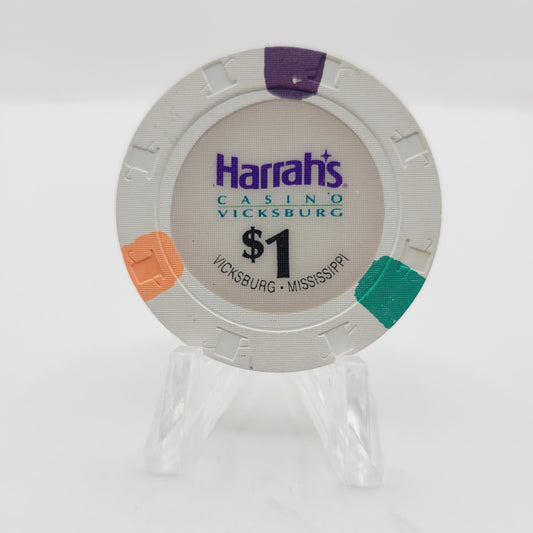 Harrah's®
CASINO
VICKSBURG
$1
VICKSBURG • MISSISSIPPI